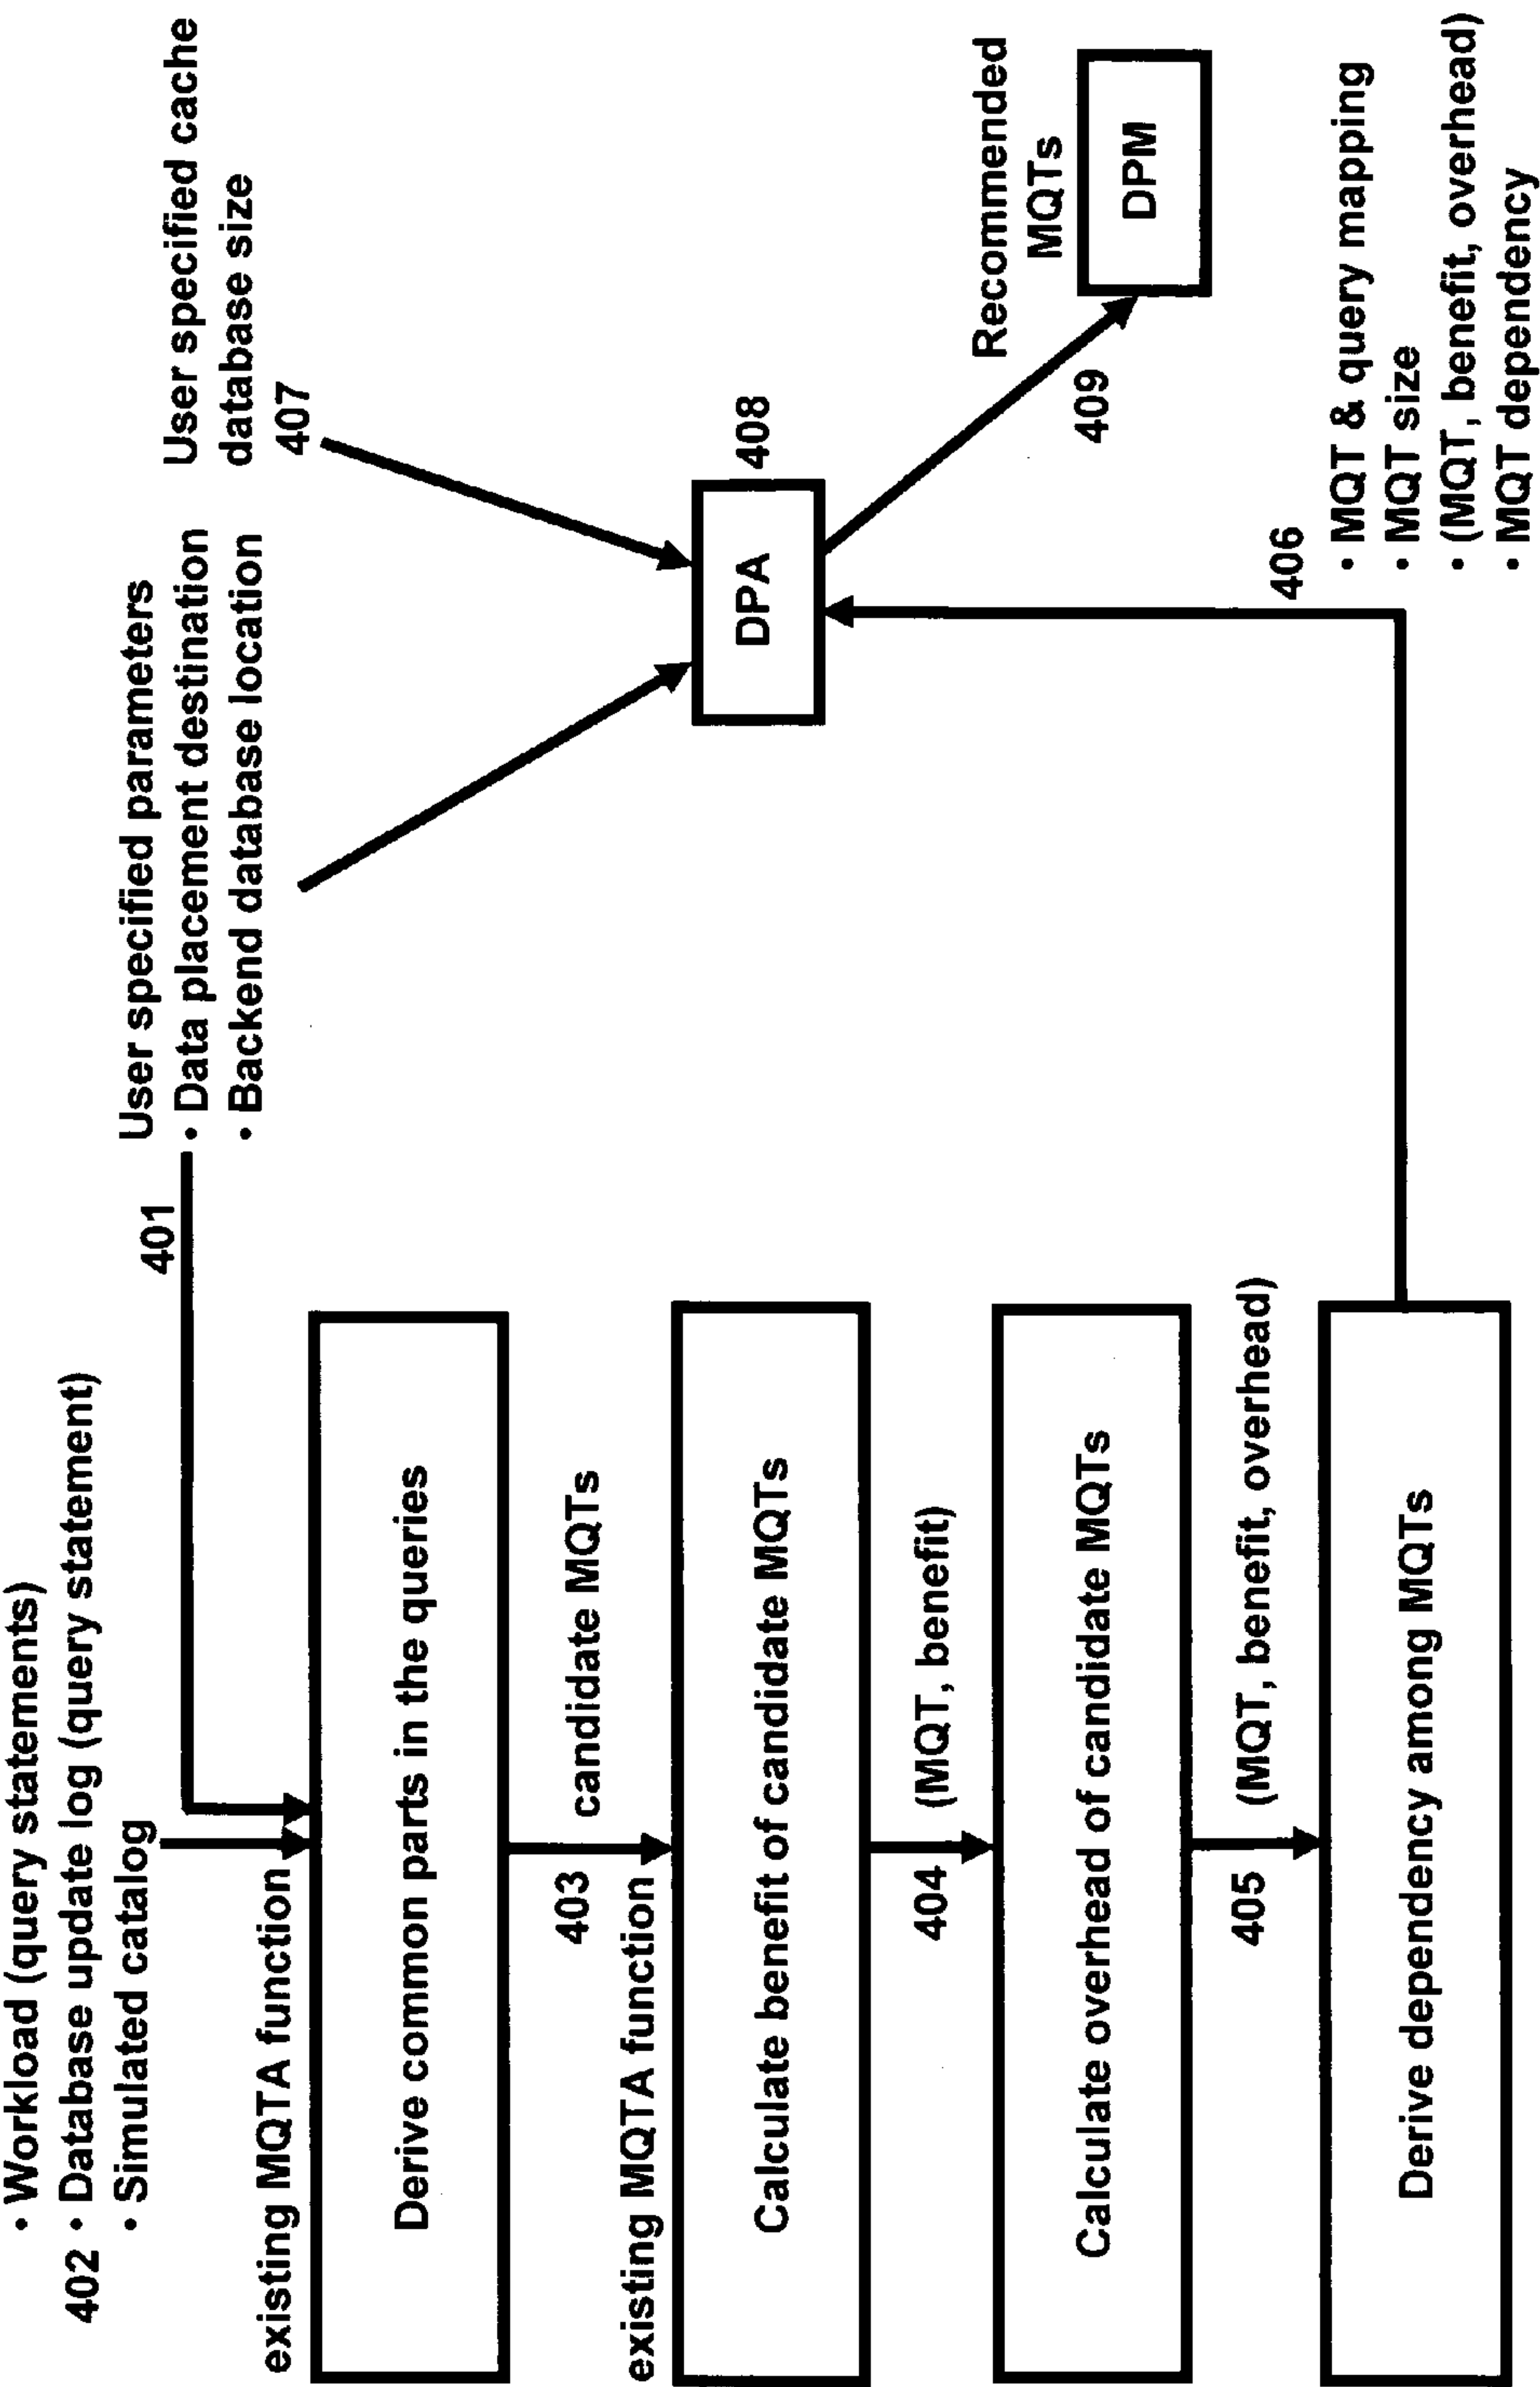 • Workload (query statements)
402 • Database update log (query statement)
• Simulated catalog
401
User specified parameters
• Data placement destination
• Backend database location
User specified cache
database size
407
existing MQTA function
Derive common parts in the queries
403
candidate MQTs
existing MQTA function
Calculate benefit of candidate MQTs
404
(MQT, benefit)
Calculate overhead of candidate MQTs
405
(MQT, benefit, overhead)
Derive dependency among MQTs
DPA
408
Recommended
MQTs
409
DPM
406
• MQT & query mapping
• MQT size
• (MQT, benefit, overhead)
• MQT dependency